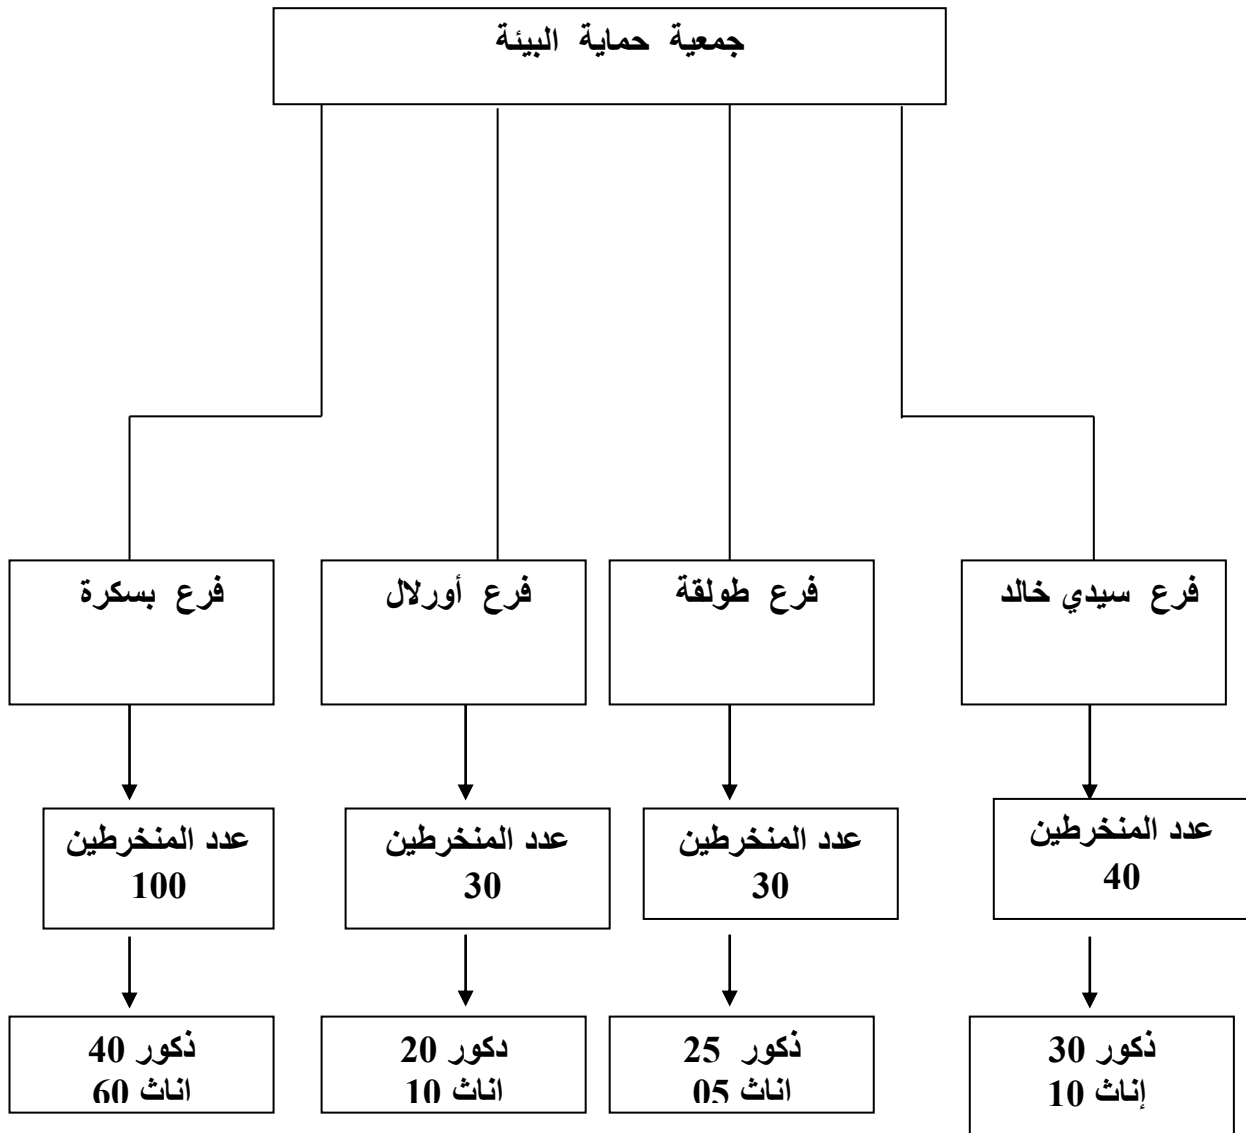 جمعية حماية البيئة
فرع سيدي خالد
فرع طولقة
فرع أورلال
فرع بسكرة
عدد المنخرطين
40
عدد المنخرطين
30
عدد المنخرطين
30
عدد المنخرطين
100
ذكور 30
إناث 10
ذكور 25
اناث 05
دكور 20
اناث 10
ذكور 40
اناث 60